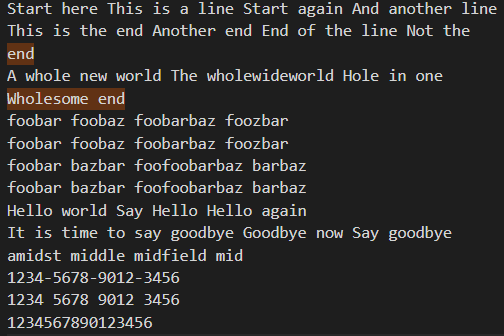 Start here This is a line Start again And another line
This is the end Another end End of the line Not the
end
A whole new world The wholewideworld Hole in one
Wholesome end
foobar foobaz foobarbaz foozbar
foobar foobaz foobarbaz foozbar
foobar bazbar foofoobarbaz barbaz
foobar bazbar foofoobarbaz barbaz
Hello world Say Hello Hello again
It is time to say goodbye Goodbye now Say goodbye
amidst middle midfield mid
1234-5678-9012-3456
1234 5678 9012 3456
1234567890123456